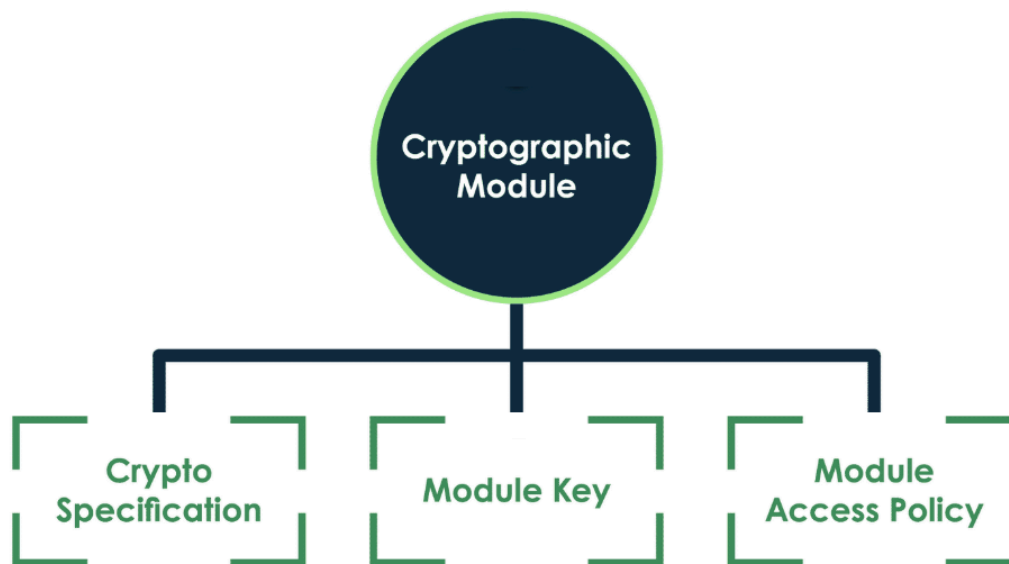 Cryptographic
Module
Crypto
Specification
Module Key
Module
Access Policy